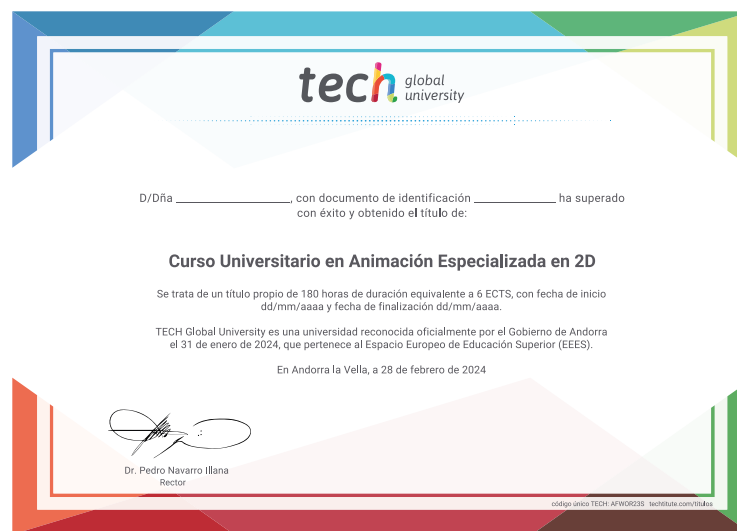 tech global university
D/Dña ____________________, con documento de identificación ______________ ha superado
con éxito y obtenido el título de:
Curso Universitario en Animación Especializada en 2D
Se trata de un título propio de 180 horas de duración equivalente a 6 ECTS, con fecha de inicio
dd/mm/aaaa y fecha de finalización dd/mm/aaaa.
TECH Global University es una universidad reconocida oficialmente por el Gobierno de Andorra
el 31 de enero de 2024, que pertenece al Espacio Europeo de Educación Superior (EEES).
En Andorra la Vella, a 28 de febrero de 2024
Dr. Pedro Navarro Illana
Rector
código único TECH: AFWOR23S techtitute.com/titulos